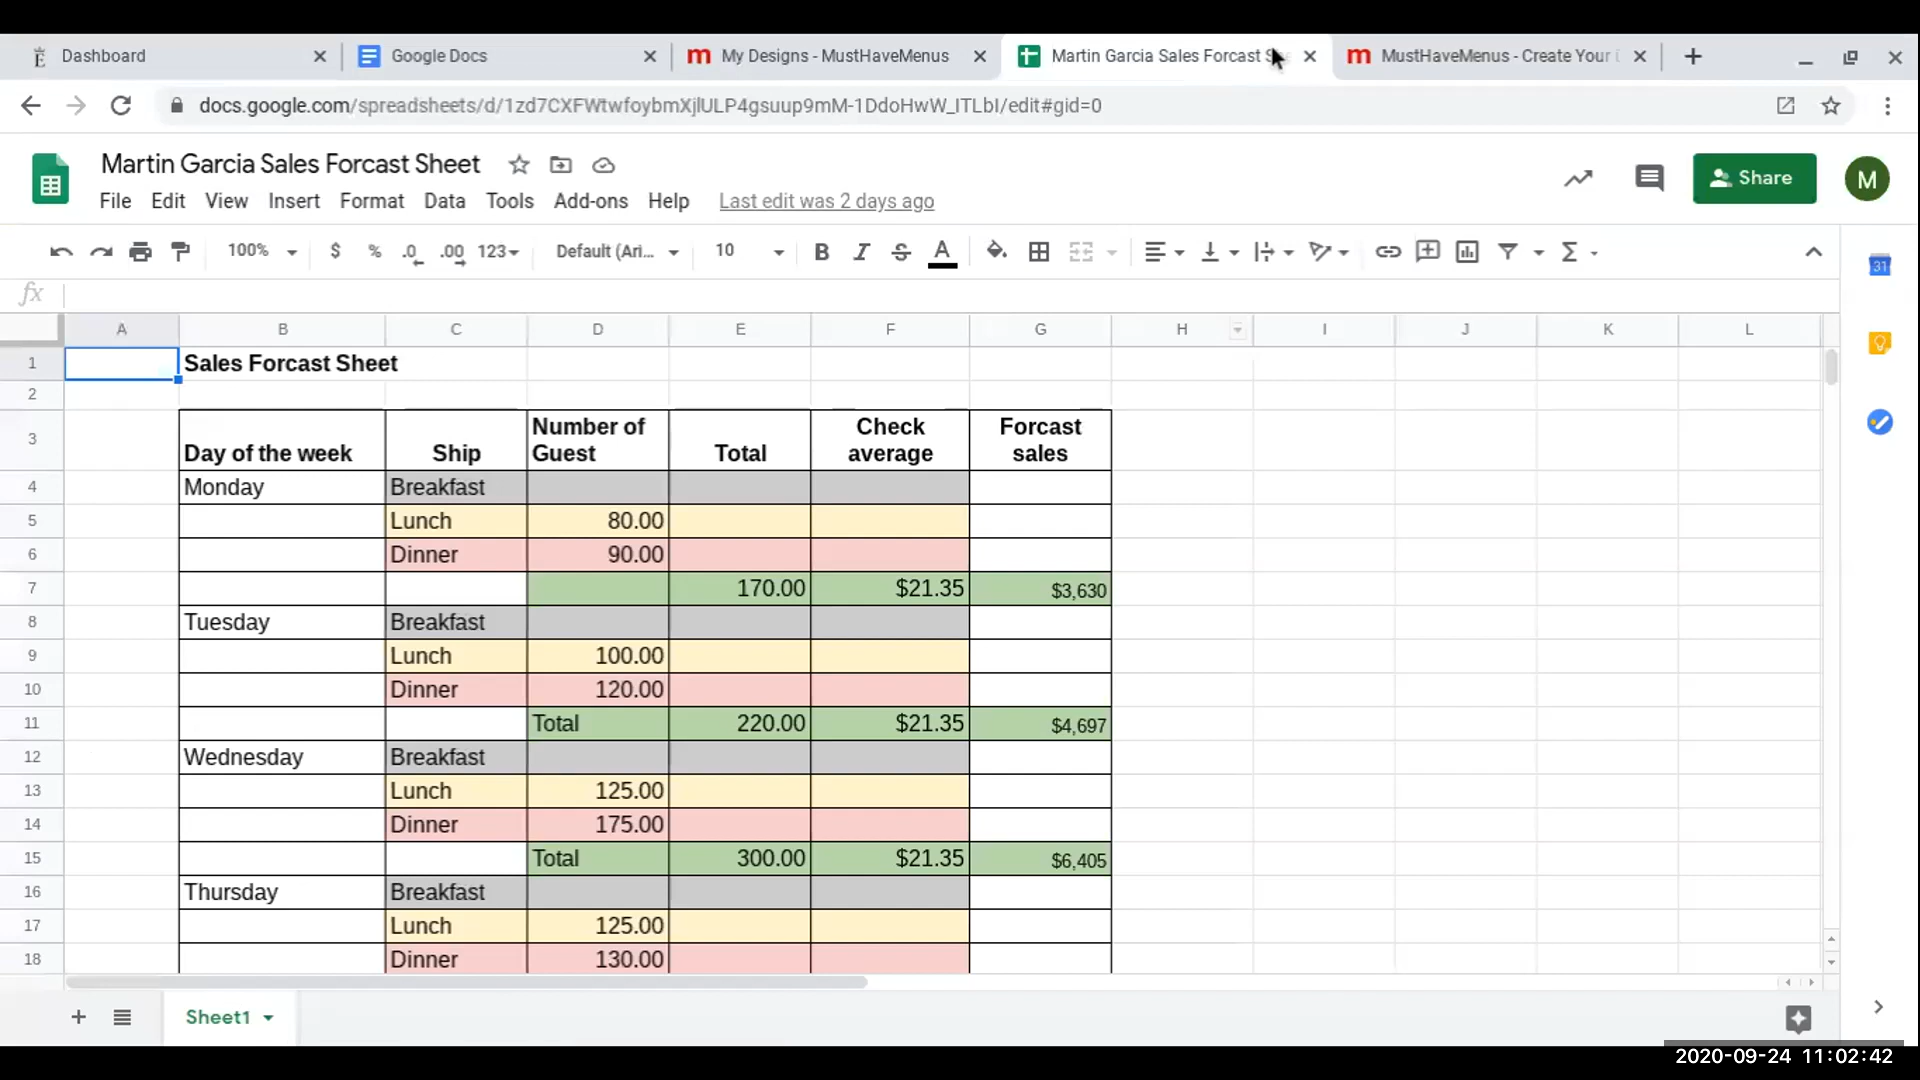 Dashboard
Google Docs
My Designs - MustHaveMenus
Martin Garcia Sales Forcast
MustHaveMenus - Create Your
docs.google.com/spreadsheets/d/1zd7CXFWtwfoybmXjlULP4gsuup9mM-1DdoHwW_ITLbI/edit#gid=0
Martin Garcia Sales Forcast Sheet
Share
M
File Edit View Insert Format Data Tools Add-ons Help Last edit was 2 days ago
100% $ % .0 .00 123 Default (Ari... 10 B I S A Σ
31
fx
A B C D E F G H I J K L
1 Sales Forcast Sheet
2
3 Day of the week Ship Number of Guest Total Check average Forcast sales
4 Monday Breakfast
5 Lunch 80.00
6 Dinner 90.00
7 170.00 $21.35 $3,630
8 Tuesday Breakfast
9 Lunch 100.00
10 Dinner 120.00
11 Total 220.00 $21.35 $4,697
12 Wednesday Breakfast
13 Lunch 125.00
14 Dinner 175.00
15 Total 300.00 $21.35 $6,405
16 Thursday Breakfast
17 Lunch 125.00
18 Dinner 130.00
Sheet1
2020-09-24 11:02:42